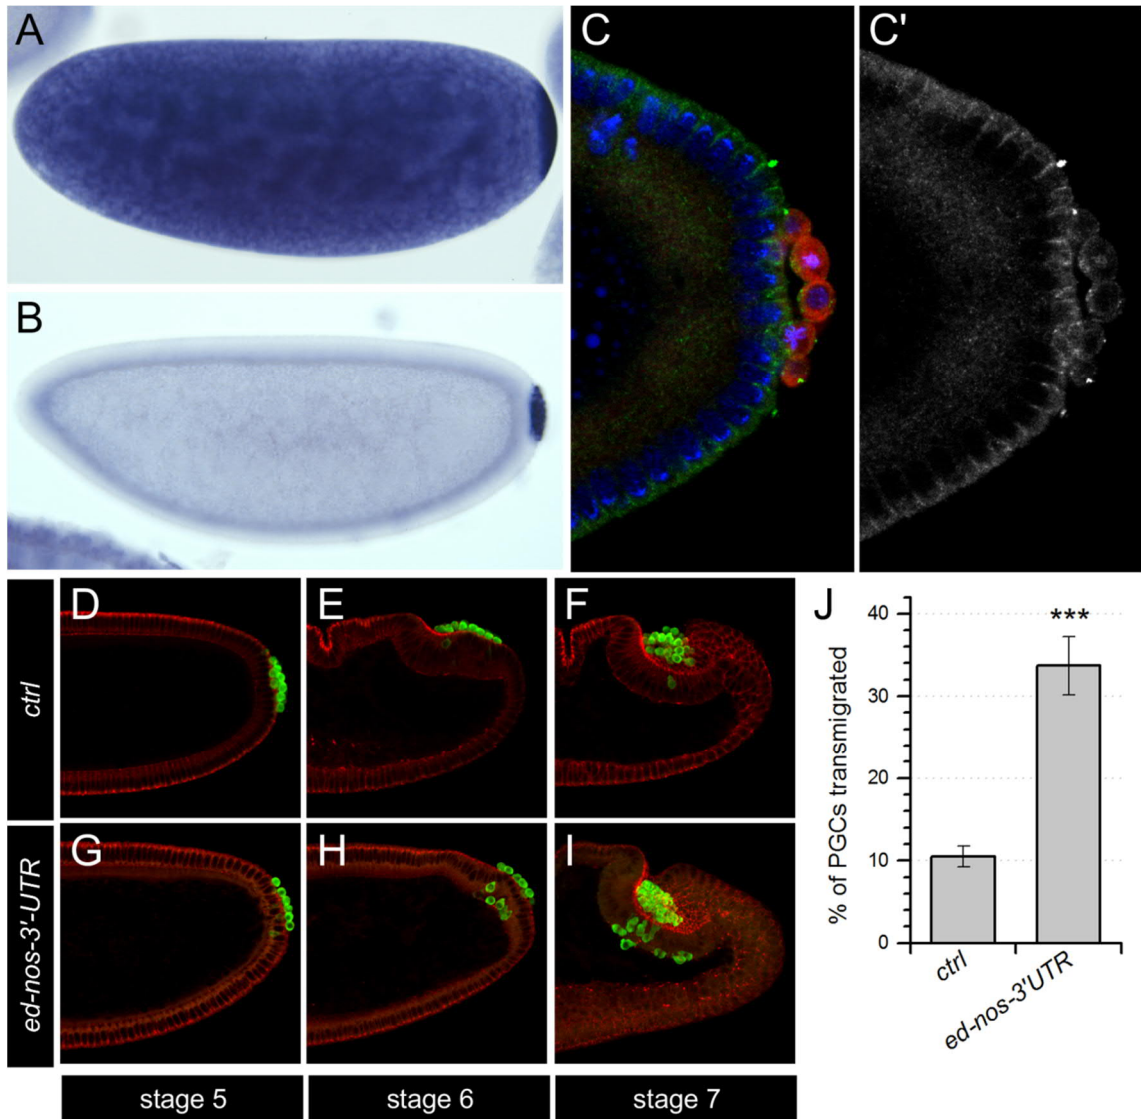 A
B
C
C'
D
E
F
ctrl
G
H
I
ed-nos-3'-UTR
stage 5
stage 6
stage 7
J
% of PGCs transmigrated
40
30
20
10
0
***
ctrl
ed-nos-3'UTR